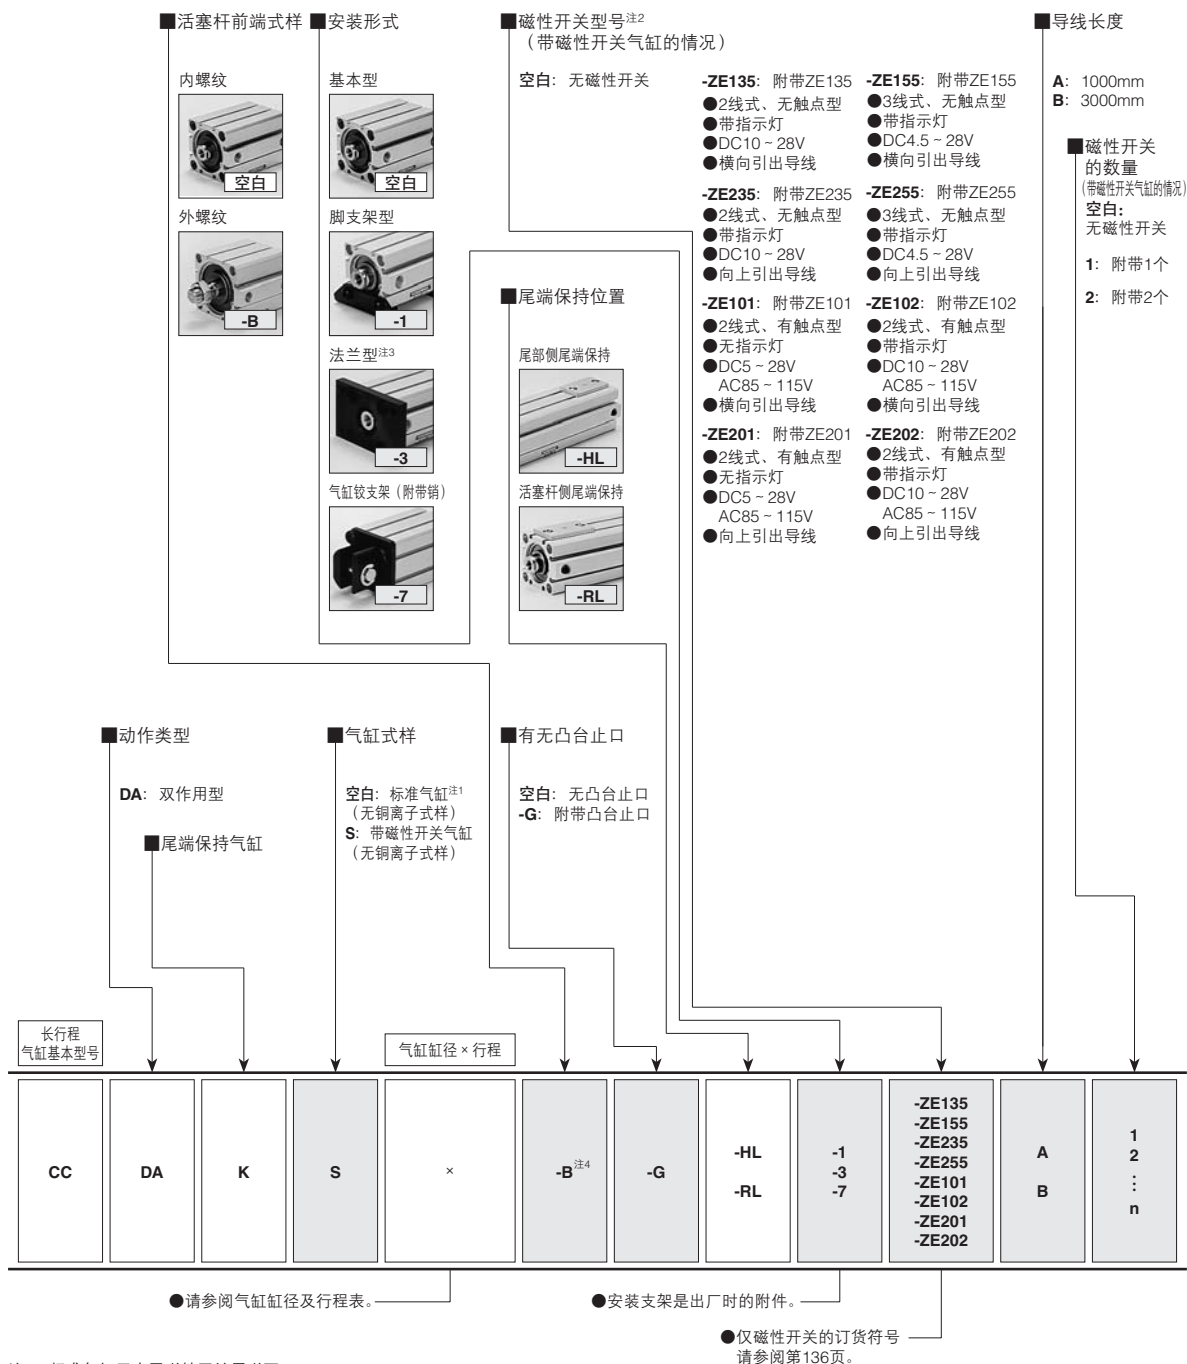 ■活塞杆前端式样
内螺纹
空白
外螺纹
-B
■安装形式
基本型
空白
脚支架型
-1
法兰型注3
-3
气缸铰支架（附带销）
-7
■磁性开关型号注2
（带磁性开关气缸的情况）
空白：无磁性开关
-ZE135：附带ZE135
●2线式、无触点型
●带指示灯
●DC10～28V
●横向引出导线
-ZE155：附带ZE155
●3线式、无触点型
●带指示灯
●DC4.5～28V
●横向引出导线
-ZE235：附带ZE235
●2线式、无触点型
●带指示灯
●DC10～28V
●向上引出导线
-ZE255：附带ZE255
●3线式、无触点型
●带指示灯
●DC4.5～28V
●向上引出导线
-ZE101：附带ZE101
●2线式、有触点型
●无指示灯
●DC5～28V
AC85～115V
●横向引出导线
-ZE102：附带ZE102
●2线式、有触点型
●带指示灯
●DC10～28V
AC85～115V
●横向引出导线
-ZE201：附带ZE201
●2线式、有触点型
●无指示灯
●DC5～28V
AC85～115V
●向上引出导线
-ZE202：附带ZE202
●2线式、有触点型
●带指示灯
●DC10～28V
AC85～115V
●向上引出导线
■尾端保持位置
尾部侧尾端保持
-HL
活塞杆侧尾端保持
-RL
■导线长度
A：1000mm
B：3000mm
■磁性开关
的数量
（带磁性开关气缸的情况）
空白：
无磁性开关
1：附带1个
2：附带2个
■动作类型
DA：双作用型
■尾端保持气缸
■气缸式样
空白：标准气缸注1
（无铜离子式样）
S：带磁性开关气缸
（无铜离子式样）
■有无凸台止口
空白：无凸台止口
-G：附带凸台止口
长行程
气缸基本型号
气缸缸径×行程
CC
DA
K
S
×
-B注4
-G
-HL
-RL
-1
-3
-7
-ZE135
-ZE155
-ZE235
-ZE255
-ZE101
-ZE102
-ZE201
-ZE202
A
B
1
2
⋮
n
●请参阅气缸缸径及行程表。
●安装支架是出厂时的附件。
●仅磁性开关的订货符号
请参阅第136页。